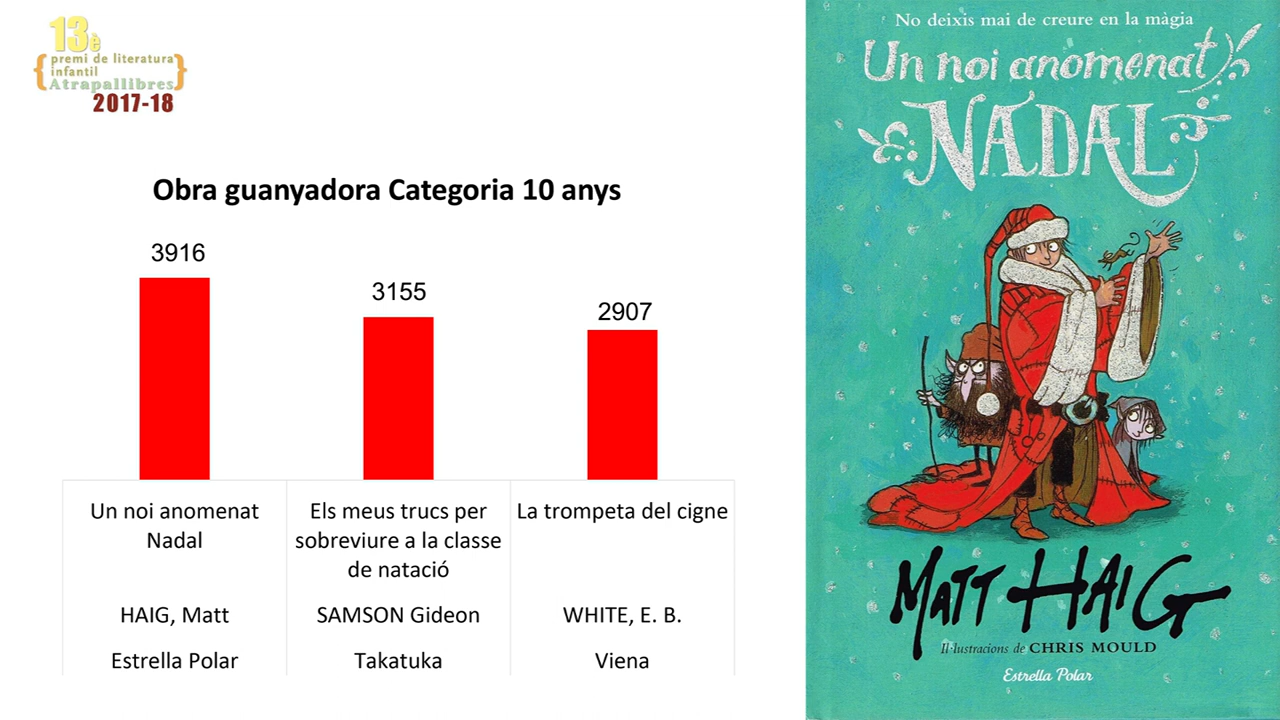 13è
premi de literatura
infantil
Atrapallibres
2017-18
Obra guanyadora Categoria 10 anys
3916
3155
2907
Un noi anomenat
Nadal
HAIG, Matt
Estrella Polar
Els meus trucs per
sobreviure a la classe
de natació
SAMSON Gideon
Takatuka
La trompeta del cigne
WHITE, E. B.
Viena
No deixis mai de creure en la màgia
Un noi anomenat
NADAL
MATT HAIG
Il·lustracions de CHRIS MOULD
Estrella Polar